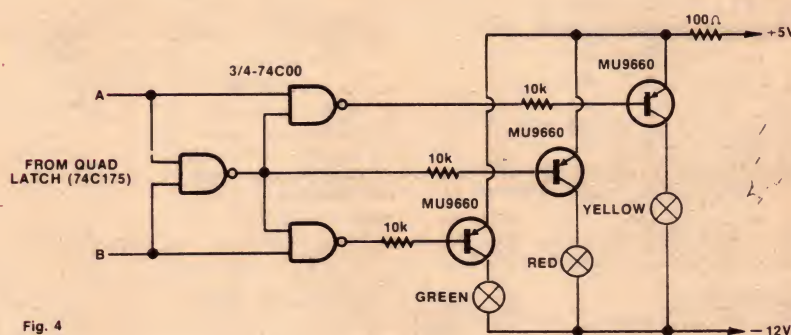 100Ω
+5V
3/4-74C00
MU9660
A
10k
MU9660
FROM QUAD
LATCH (74C175)
10k
MU9660
YELLOW
B
10k
RED
GREEN
Fig. 4
−12V